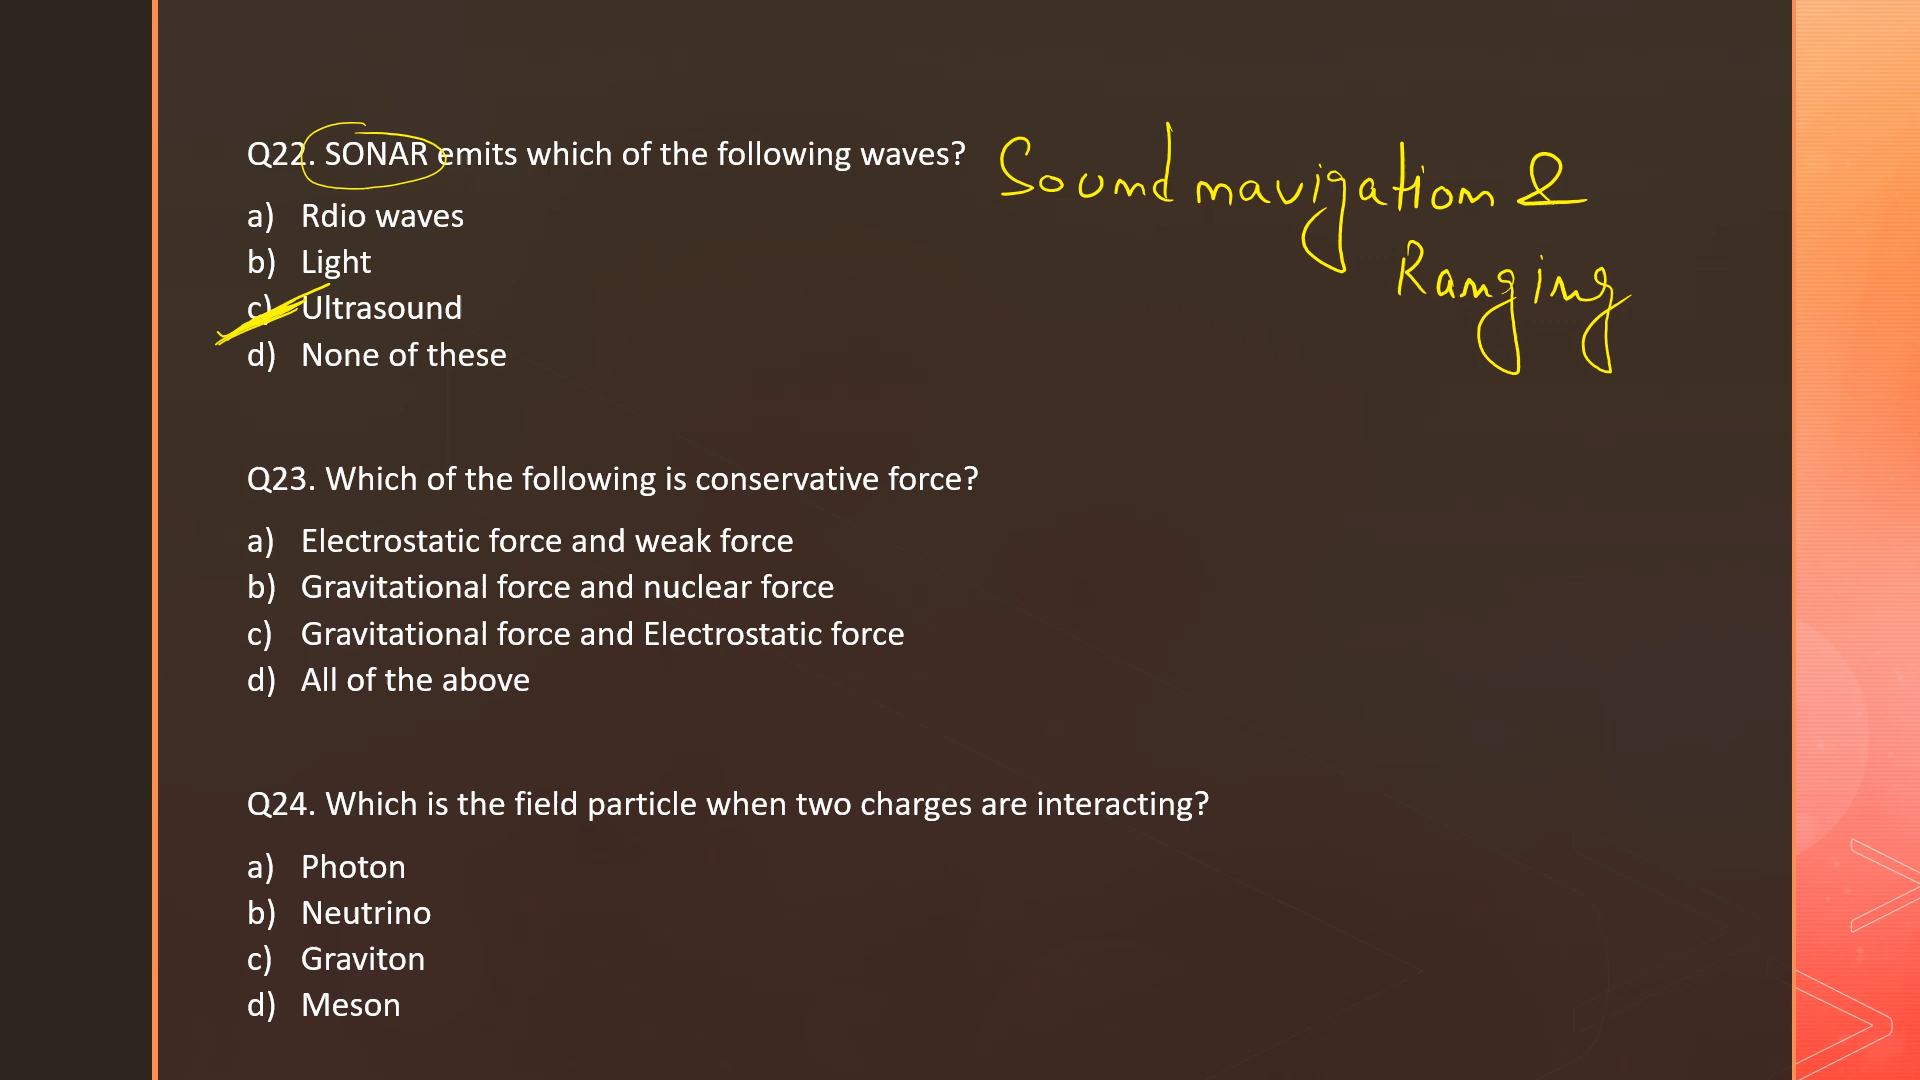 Q22. SONAR emits which of the following waves?
Sound navigation &
Ranging
a) Rdio waves
b) Light
c) Ultrasound
d) None of these
Q23. Which of the following is conservative force?
a) Electrostatic force and weak force
b) Gravitational force and nuclear force
c) Gravitational force and Electrostatic force
d) All of the above
Q24. Which is the field particle when two charges are interacting?
a) Photon
b) Neutrino
c) Graviton
d) Meson